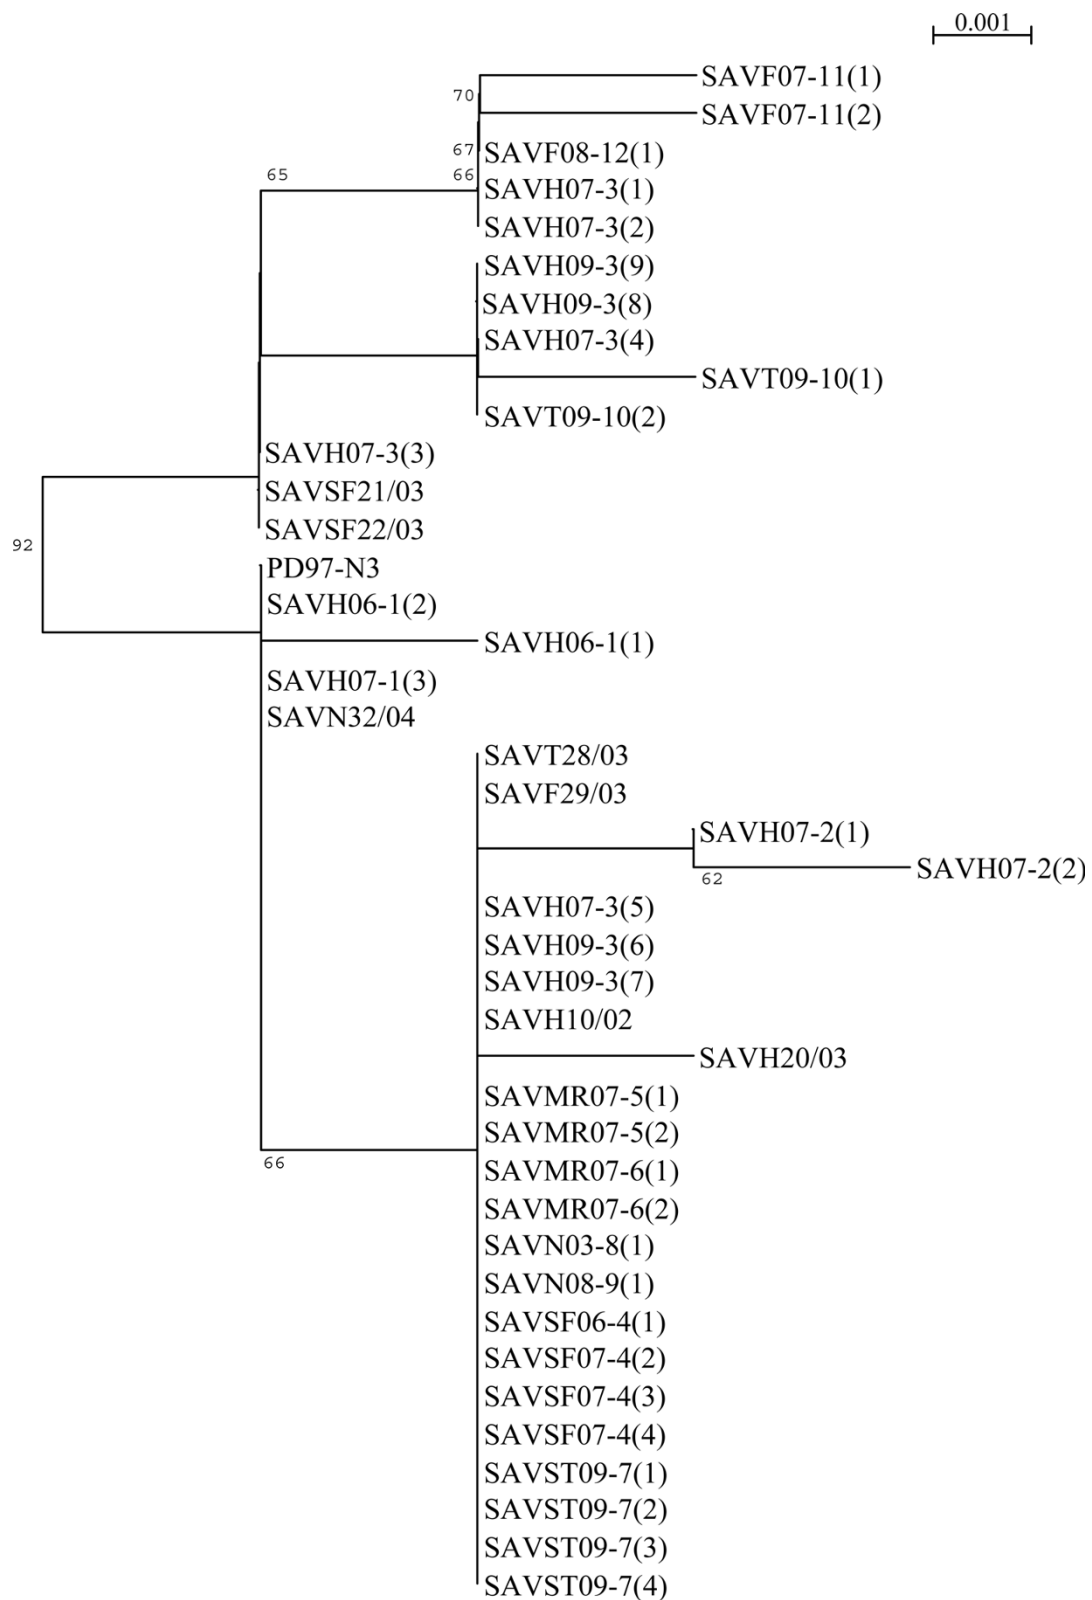 0.001
SAVF07-11(1)
70
SAVF07-11(2)
67
SAVF08-12(1)
65
66
SAVH07-3(1)
SAVH07-3(2)
SAVH09-3(9)
SAVH09-3(8)
SAVH07-3(4)
SAVT09-10(1)
SAVT09-10(2)
SAVH07-3(3)
SAVSF21/03
SAVSF22/03
92
PD97-N3
SAVH06-1(2)
SAVH06-1(1)
SAVH07-1(3)
SAVN32/04
SAVT28/03
SAVF29/03
SAVH07-2(1)
SAVH07-2(2)
62
SAVH07-3(5)
SAVH09-3(6)
SAVH09-3(7)
SAVH10/02
SAVH20/03
SAVMR07-5(1)
SAVMR07-5(2)
66
SAVMR07-6(1)
SAVMR07-6(2)
SAVN03-8(1)
SAVN08-9(1)
SAVSF06-4(1)
SAVSF07-4(2)
SAVSF07-4(3)
SAVSF07-4(4)
SAVST09-7(1)
SAVST09-7(2)
SAVST09-7(3)
SAVST09-7(4)